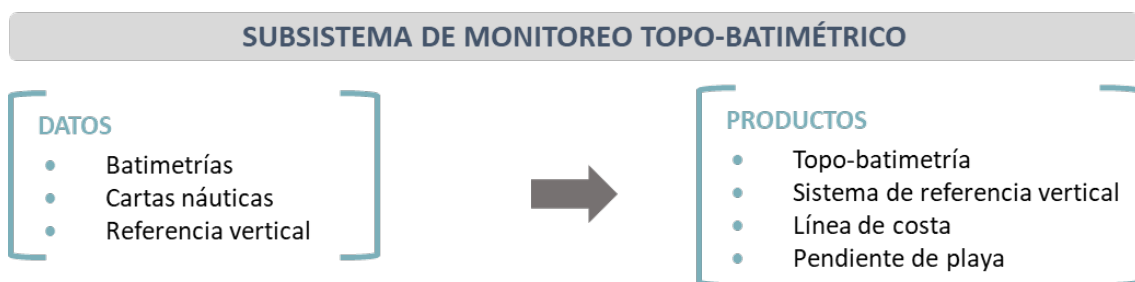 SUBSISTEMA DE MONITOREO TOPO-BATIMÉTRICO
DATOS
• Batimetrías
• Cartas náuticas
• Referencia vertical
PRODUCTOS
• Topo-batimetría
• Sistema de referencia vertical
• Línea de costa
• Pendiente de playa